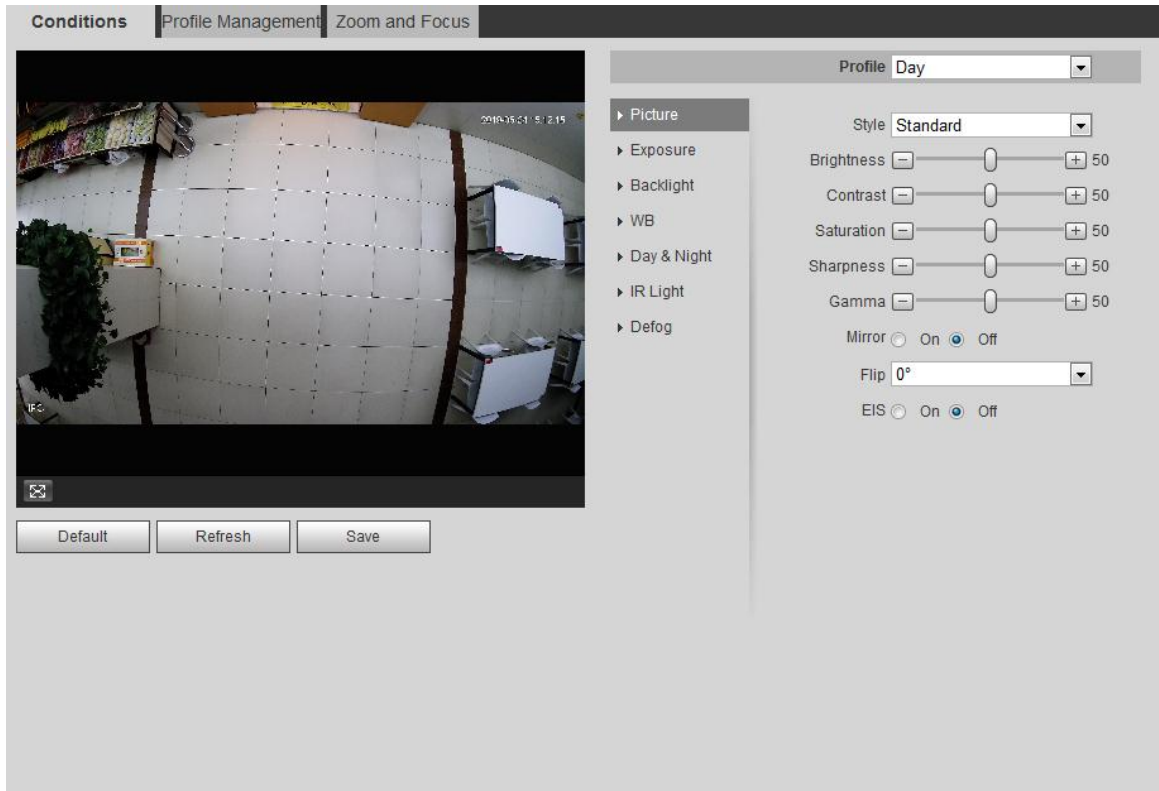 Conditions Profile Management Zoom and Focus
Profile Day
Picture
Exposure
Backlight
WB
Day & Night
IR Light
Defog
Style Standard
Brightness - + 50
Contrast - + 50
Saturation - + 50
Sharpness - + 50
Gamma - + 50
Mirror On Off
Flip 0°
EIS On Off
Default Refresh Save